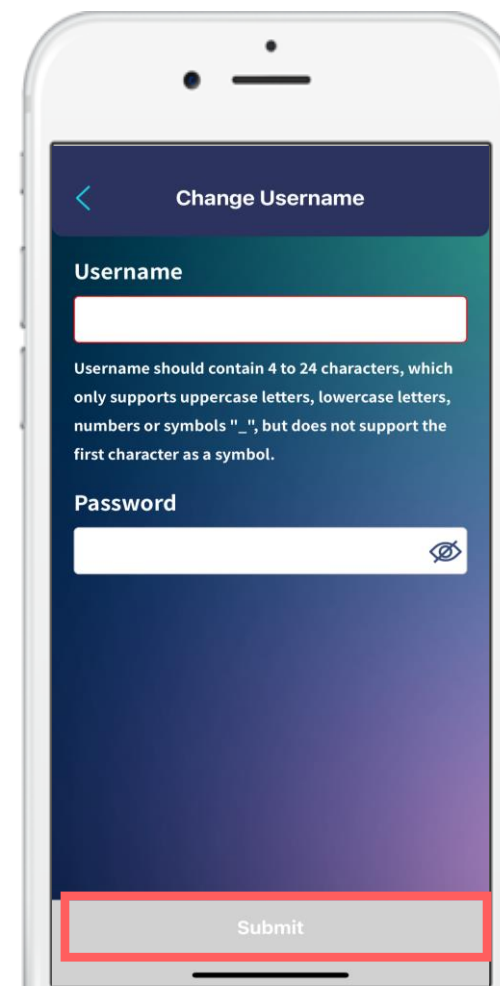 Change Username
Username
Username should contain 4 to 24 characters, which
only supports uppercase letters, lowercase letters,
numbers or symbols "_", but does not support the
first character as a symbol.
Password
Submit